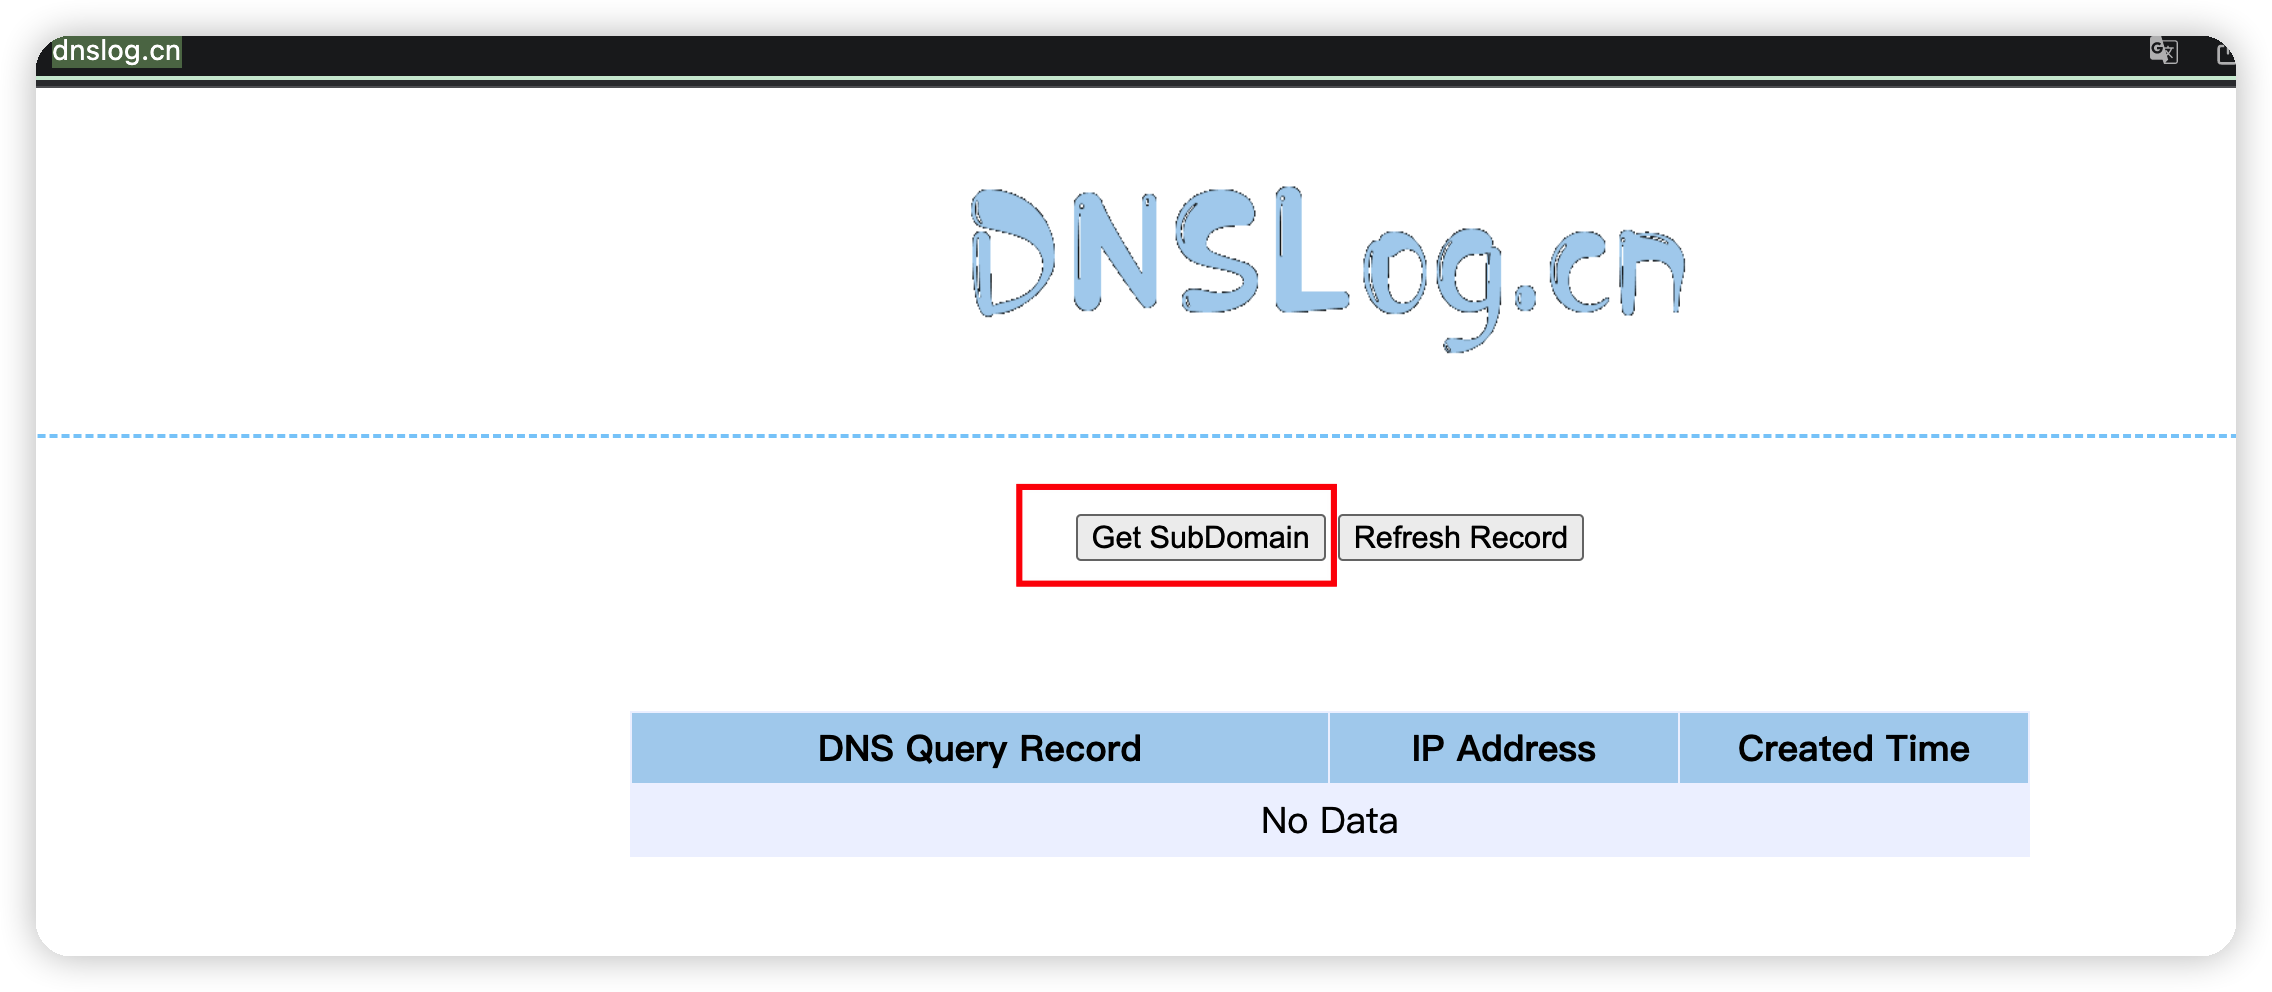 dnslog.cn
DNSLog.cn
Get SubDomain Refresh Record
DNS Query Record IP Address Created Time
No Data